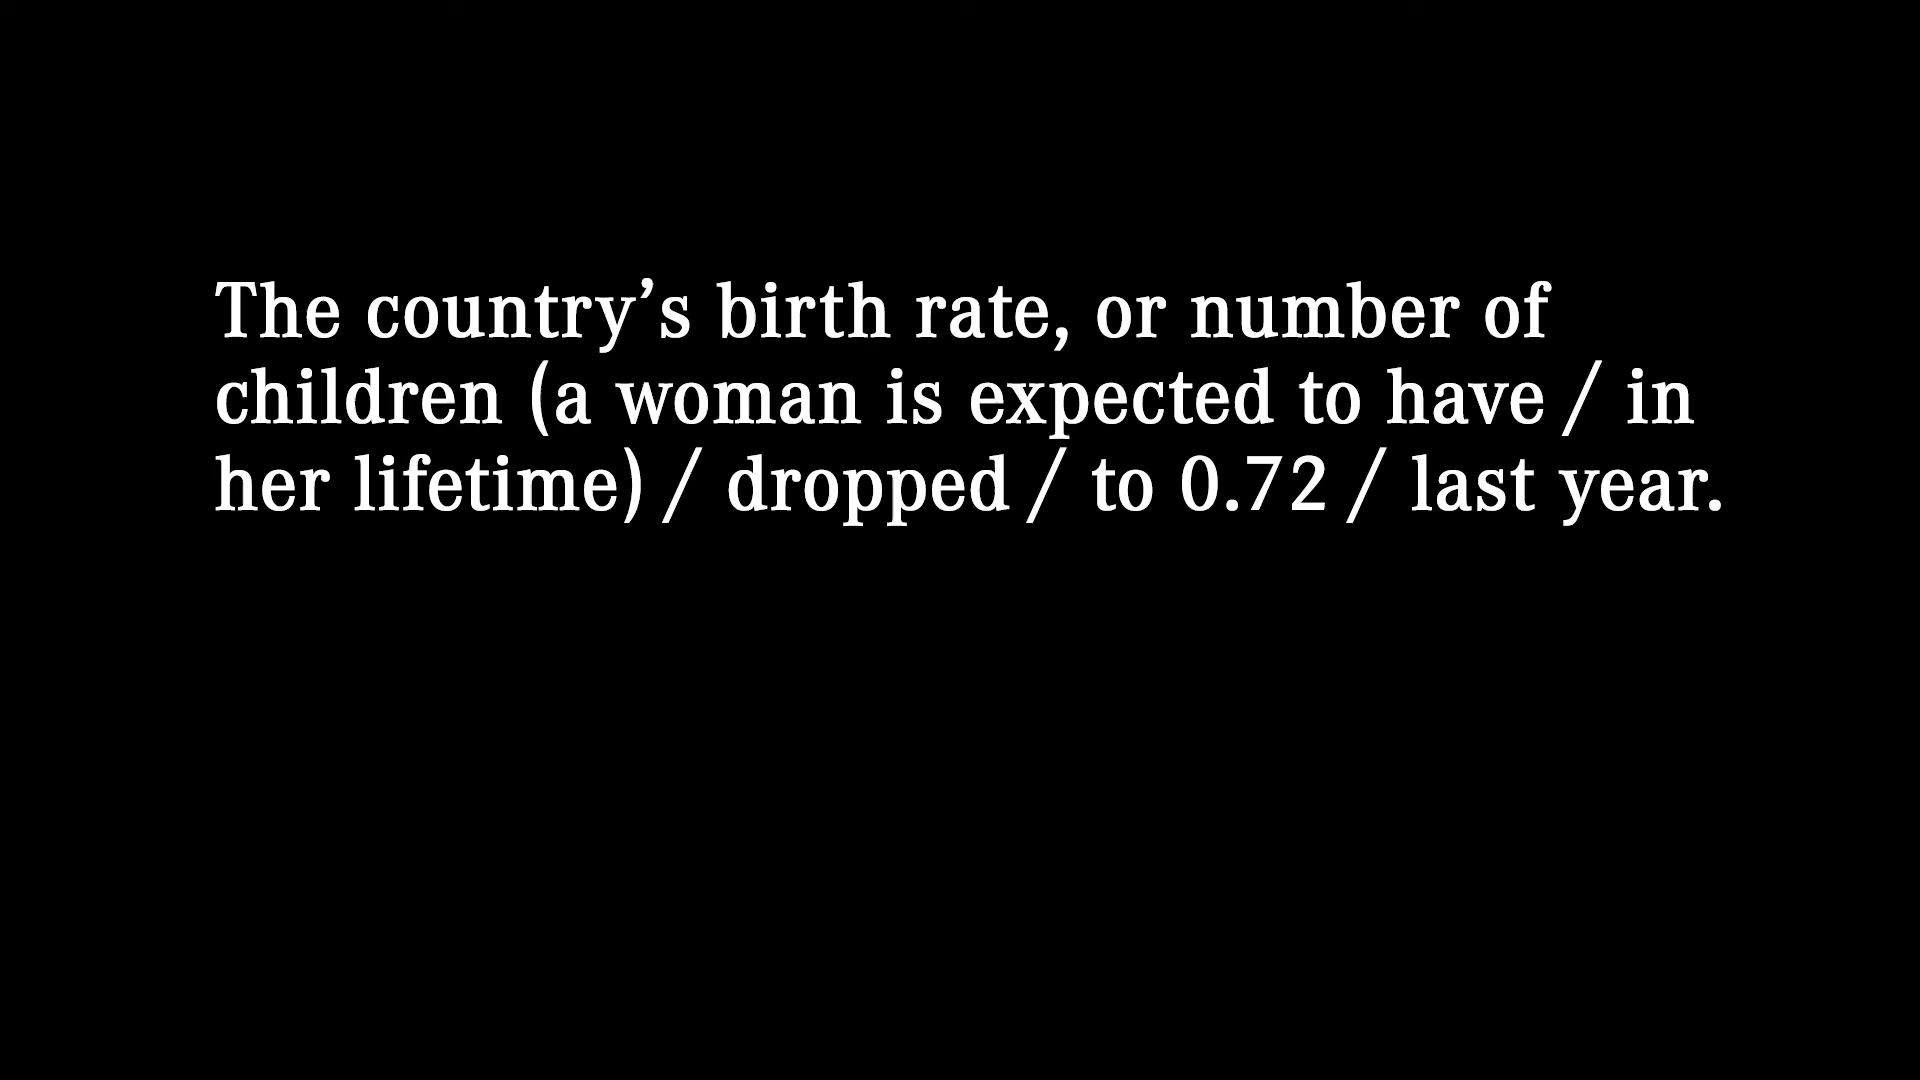 The country’s birth rate, or number of
children (a woman is expected to have / in
her lifetime) / dropped / to 0.72 / last year.